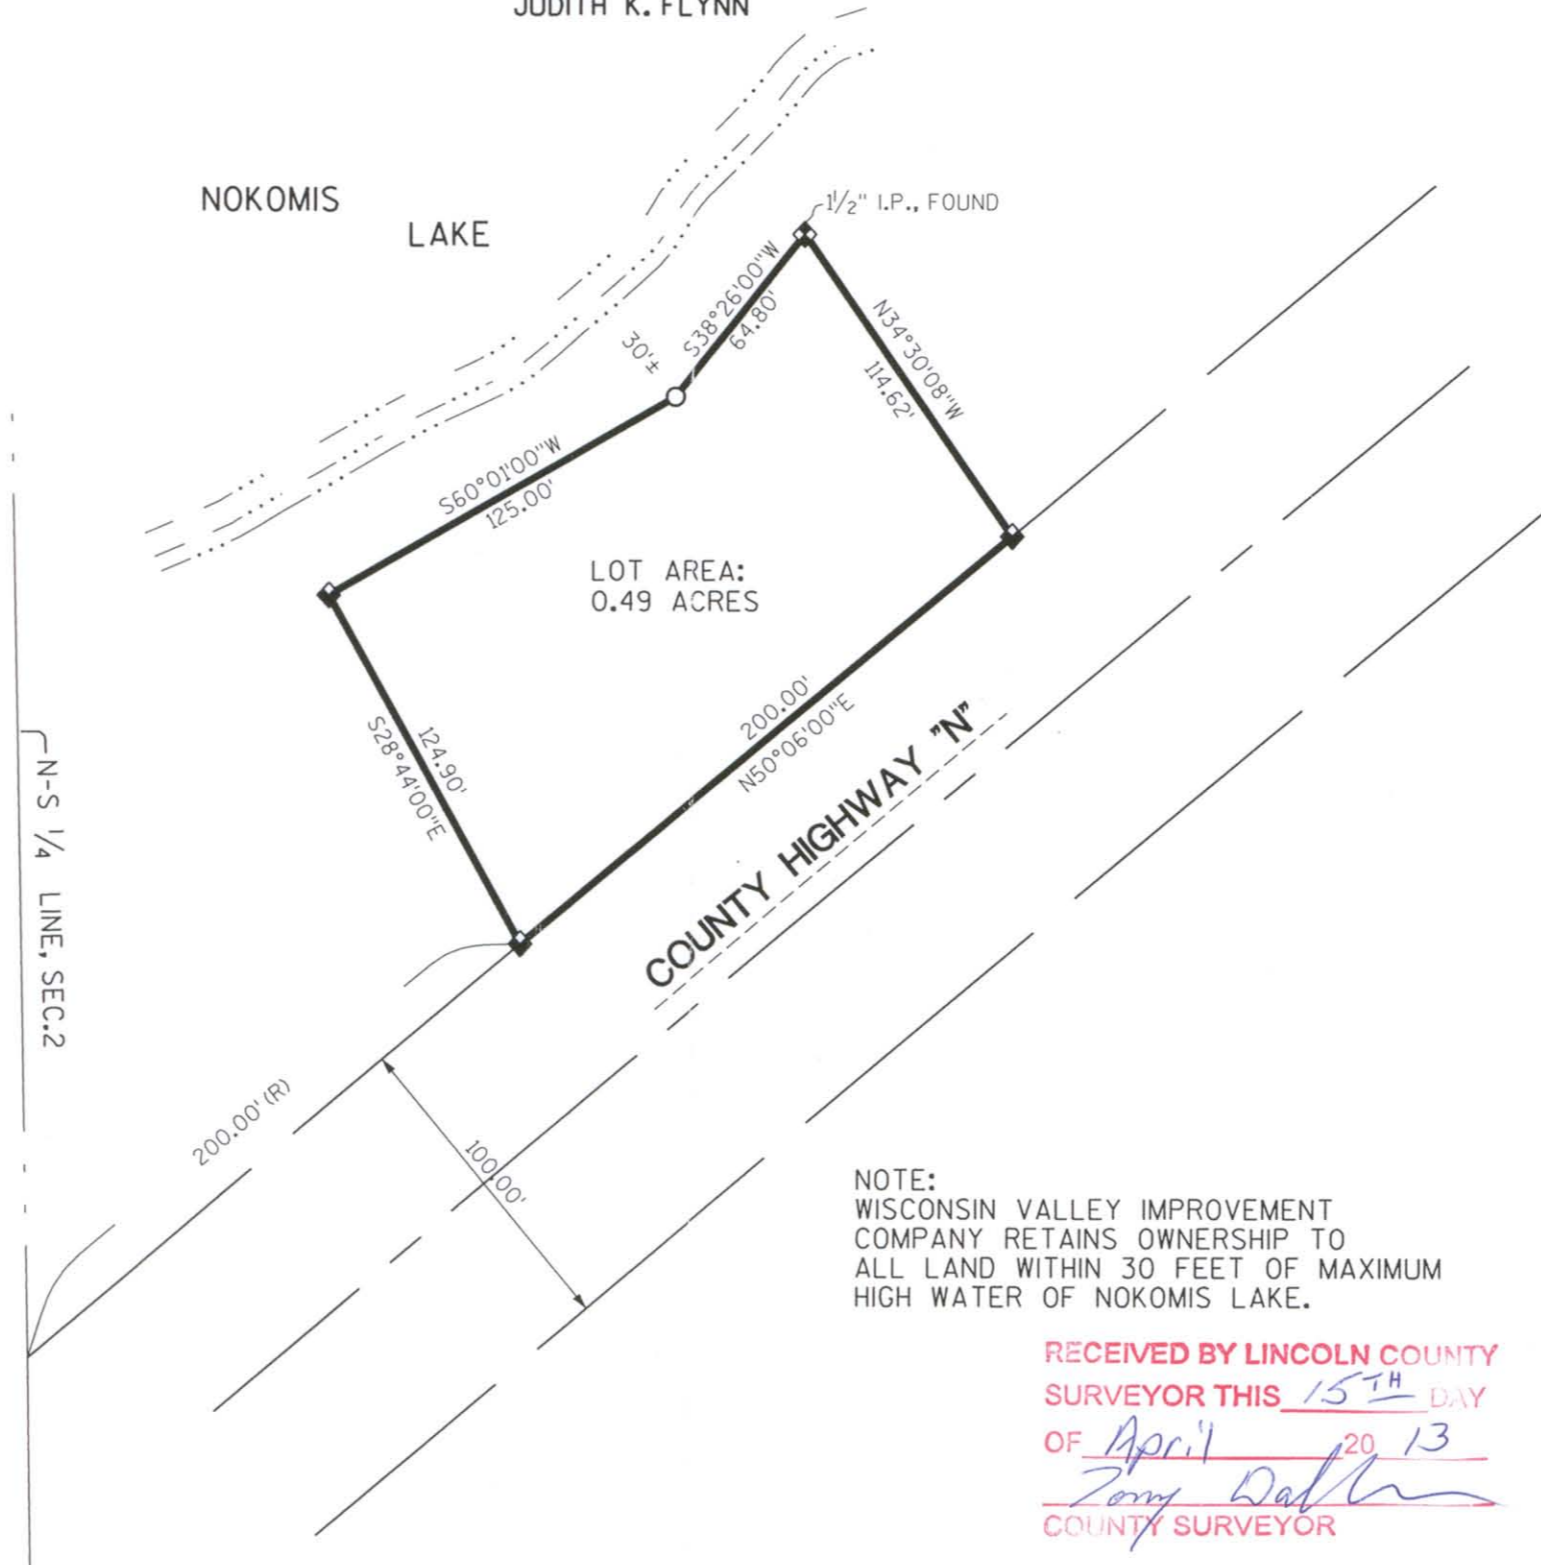 JUDITH K. FLYNN
NOKOMIS
LAKE
1 1/2" I.P., FOUND
S38°26'00"W
64.80'
30'±
N34°30'08"W
114.62'
S60°01'00"W
125.00'
LOT AREA:
0.49 ACRES
124.90'
S28°44'00"E
200.00'
N50°06'00"E
COUNTY HIGHWAY "N"
N-S 1/4 LINE, SEC.2
200.00' (R)
100.00'
NOTE:
WISCONSIN VALLEY IMPROVEMENT
COMPANY RETAINS OWNERSHIP TO
ALL LAND WITHIN 30 FEET OF MAXIMUM
HIGH WATER OF NOKOMIS LAKE.
RECEIVED BY LINCOLN COUNTY
SURVEYOR THIS 15TH DAY
OF April 20 13
Tony
COUNTY SURVEYOR